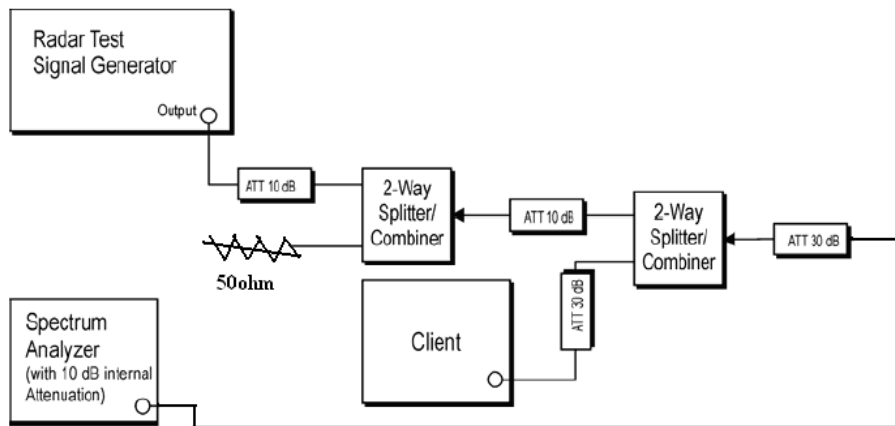 Radar Test
Signal Generator
Output
ATT 10 dB
2-Way
Splitter/
Combiner
ATT 10 dB
2-Way
Splitter/
Combiner
ATT 30 dB
50ohm
ATT 30 dB
Client
Spectrum
Analyzer
(with 10 dB internal
Attenuation)